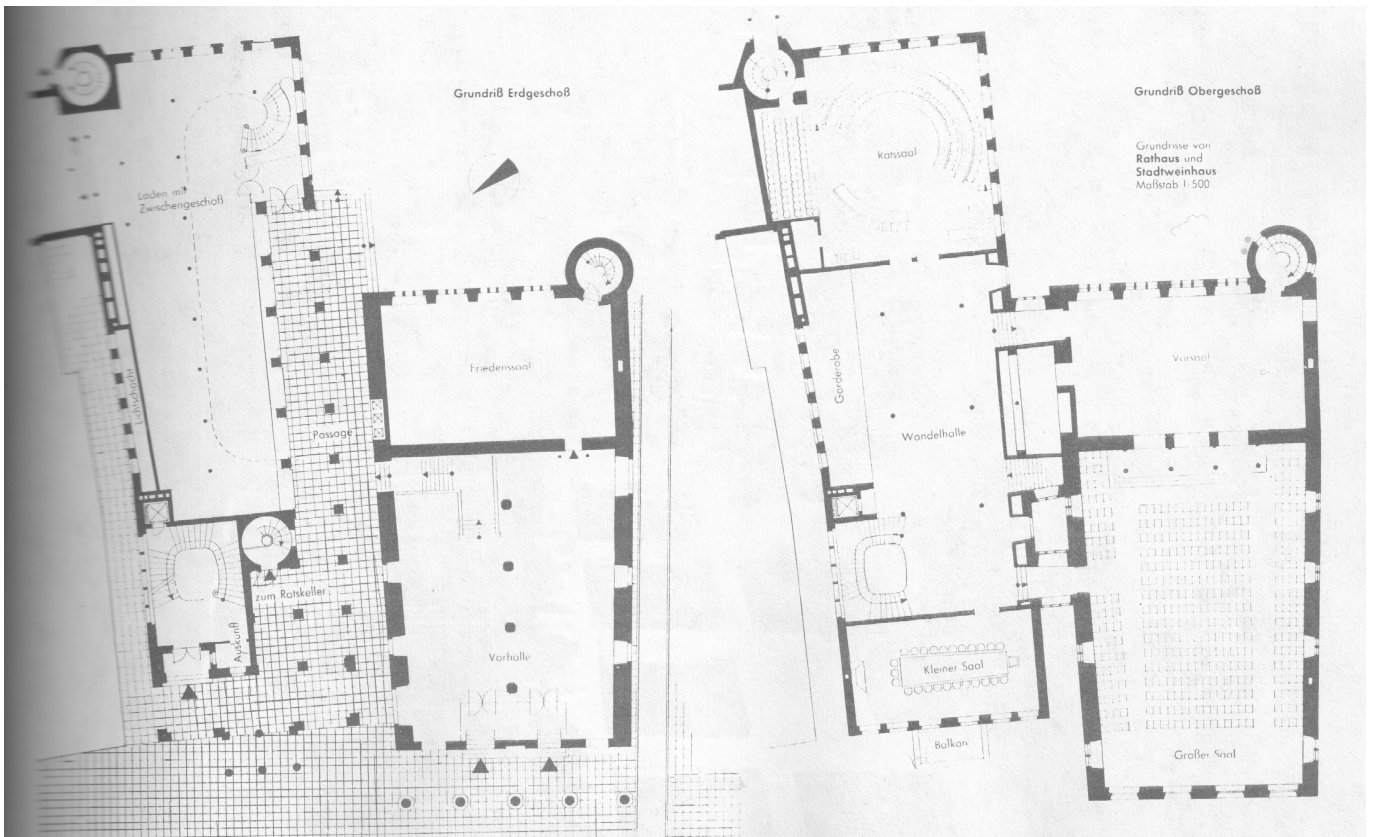 Grundriß Erdgeschoß
Laden mit
Zwischengeschoß
Lichtschacht
Passage
Friedenssaal
zum Ratskeller
Auskunft
Vorhalle
Grundriß Obergeschoß
Grundrisse von
Rathaus und
Stadtweinhaus
Maßstab 1:500
Ratssaal
Garderobe
Wandelhalle
Vorsaal
Kleiner Saal
Balkon
Großer Saal